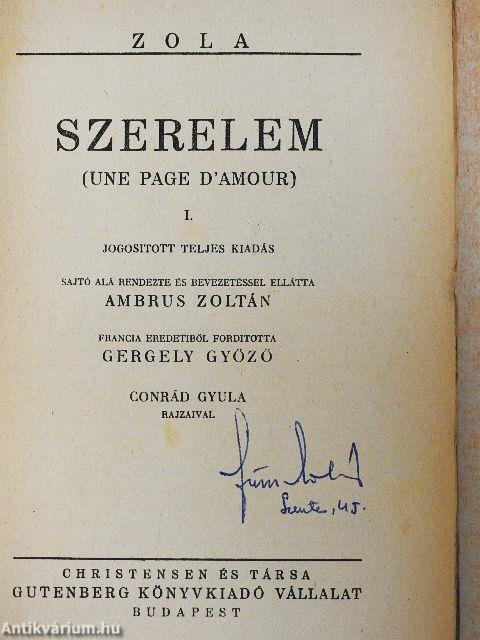 ZOLA
SZERELEM
(UNE PAGE D'AMOUR)
I.
JOGOSITOTT TELJES KIADÁS
SAJTÓ ALÁ RENDEZTE ÉS BEVEZETÉSSEL ELLÁTTA
AMBRUS ZOLTÁN
FRANCIA EREDETIBŐL FORDITOTTA
GERGELY GYŐZŐ
CONRÁD GYULA
RAJZAIVAL
CHRISTENSEN ÉS TÁRSA
GUTENBERG KÖNYVKIADÓ VÁLLALAT
BUDAPEST
Antikvárium.hu